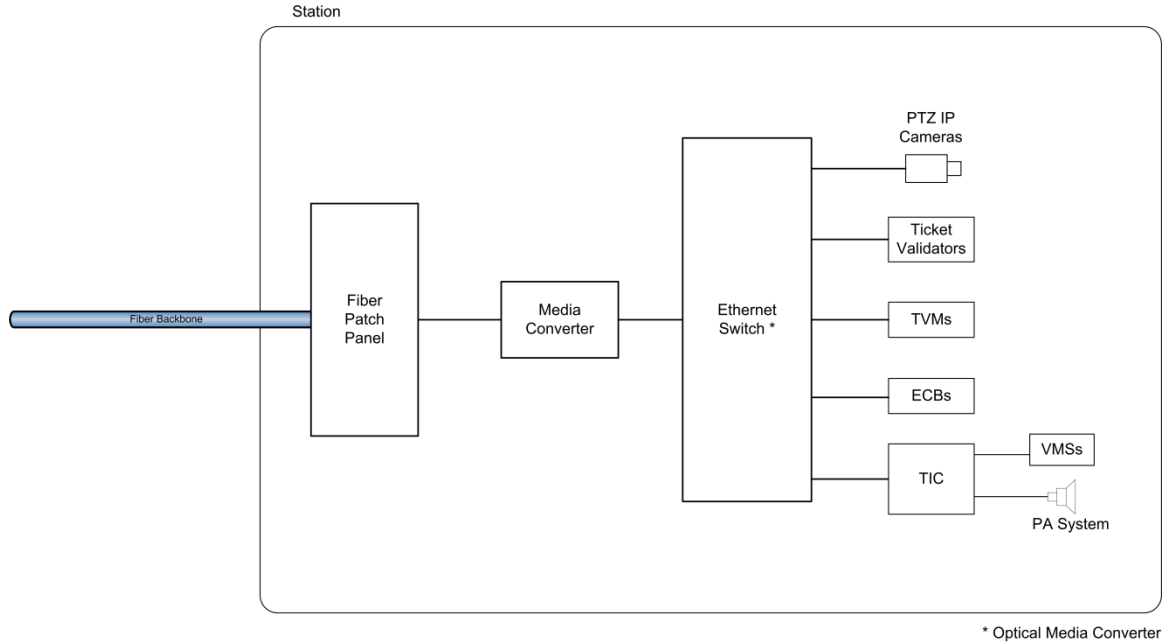 Station
PTZ IP
Cameras
Ticket
Validators
Fiber
Patch
Panel
Media
Converter
Ethernet
Switch *
TVMs
Fiber Backbone
ECBs
VMSs
TIC
PA System
* Optical Media Converter